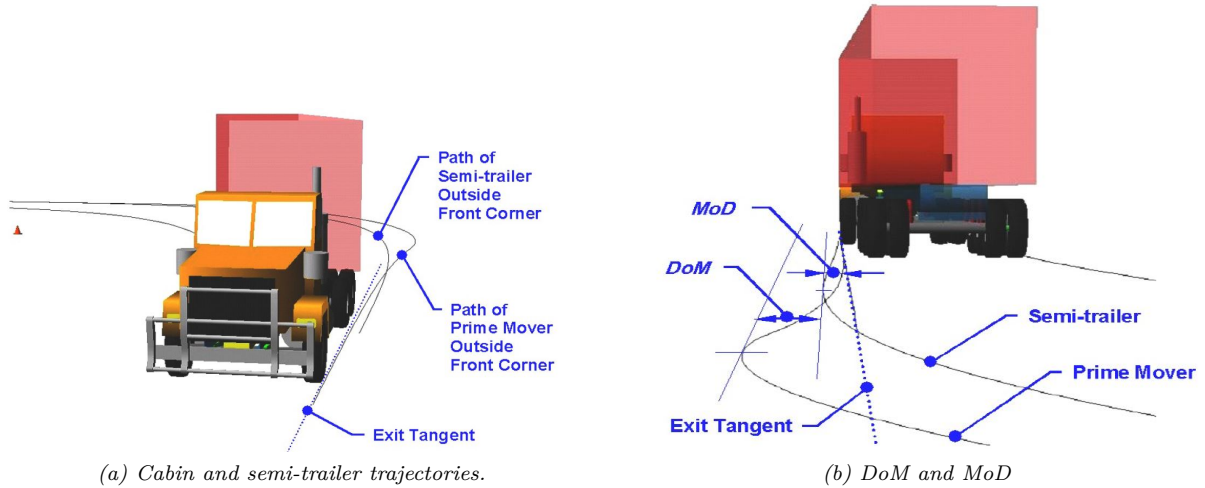 Path of
Semi-trailer
Outside
Front Corner
Path of
Prime Mover
Outside
Front Corner
Exit Tangent
(a) Cabin and semi-trailer trajectories.
MoD
DoM
Semi-trailer
Prime Mover
Exit Tangent
(b) DoM and MoD